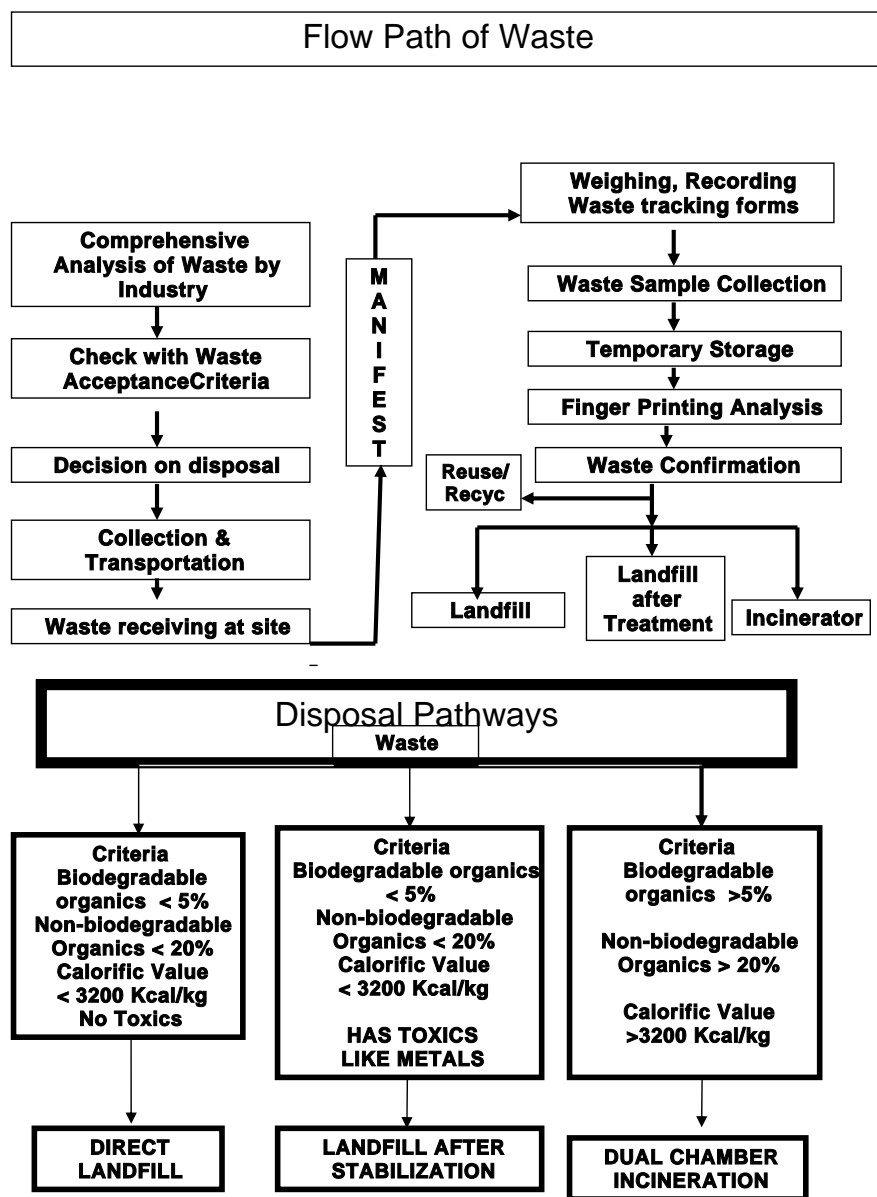 Flow Path of Waste
Comprehensive
Analysis of Waste by
Industry
Check with Waste
AcceptanceCriteria
Decision on disposal
Collection &
Transportation
Waste receiving at site
M
A
N
I
F
E
S
T
Weighing, Recording
Waste tracking forms
Waste Sample Collection
Temporary Storage
Finger Printing Analysis
Waste Confirmation
Reuse/
Recyc
Landfill
Landfill
after
Treatment
Incinerator
Disposal Pathways
Waste
Criteria
Biodegradable
organics < 5%
Non-biodegradable
Organics < 20%
Calorific Value
< 3200 Kcal/kg
No Toxics
Criteria
Biodegradable organics
< 5%
Non-biodegradable
Organics < 20%
Calorific Value
< 3200 Kcal/kg
HAS TOXICS
LIKE METALS
Criteria
Biodegradable
organics >5%
Non-biodegradable
Organics > 20%
Calorific Value
>3200 Kcal/kg
DIRECT
LANDFILL
LANDFILL AFTER
STABILIZATION
DUAL CHAMBER
INCINERATION